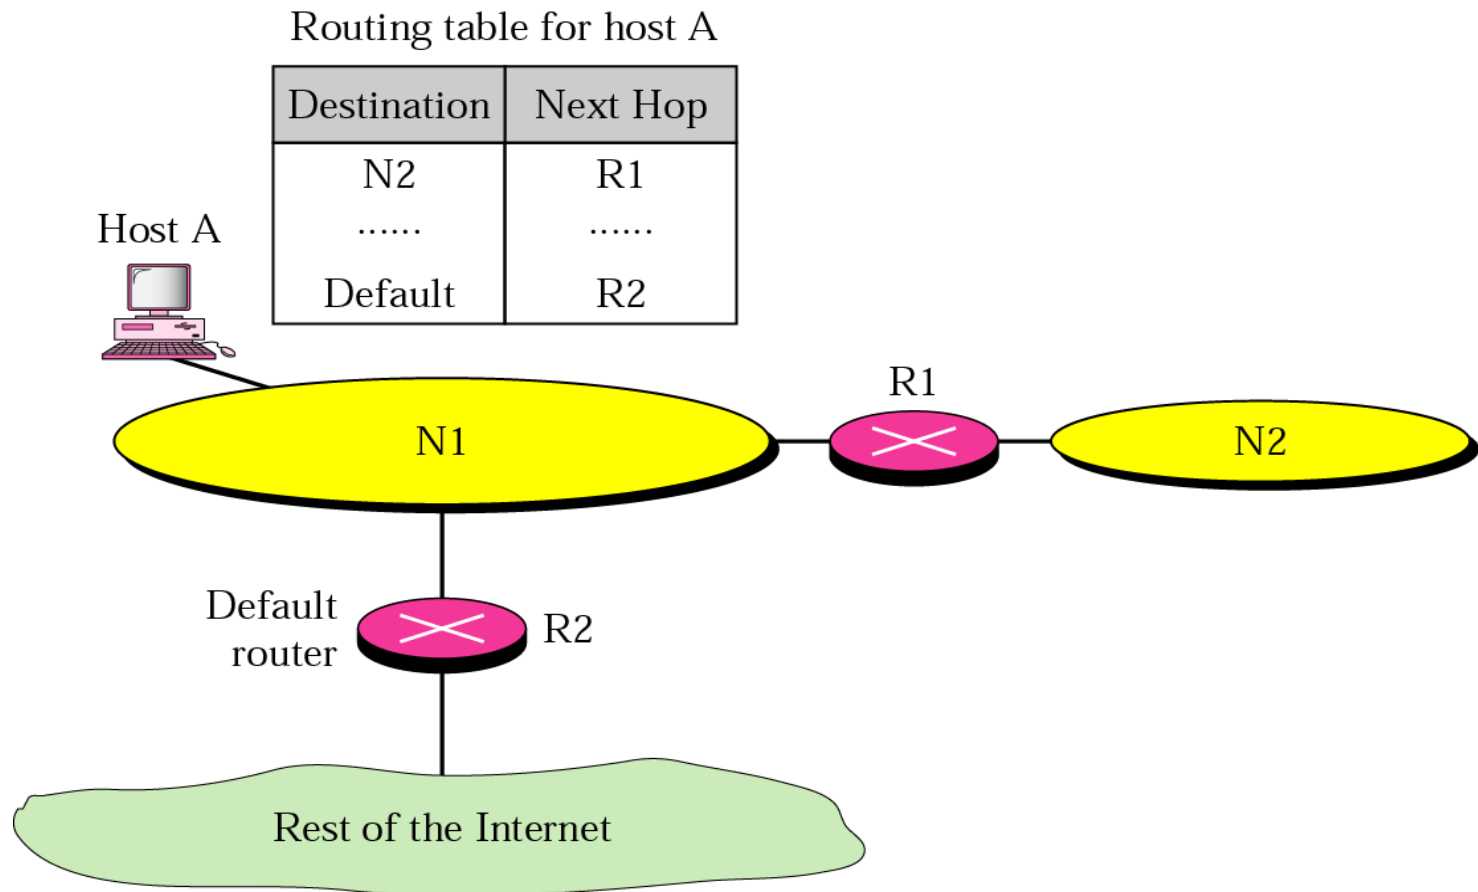 Routing table for host A
Destination Next Hop
N2 R1
...... ......
Default R2
Host A
R1
N1
N2
Default
router
R2
Rest of the Internet